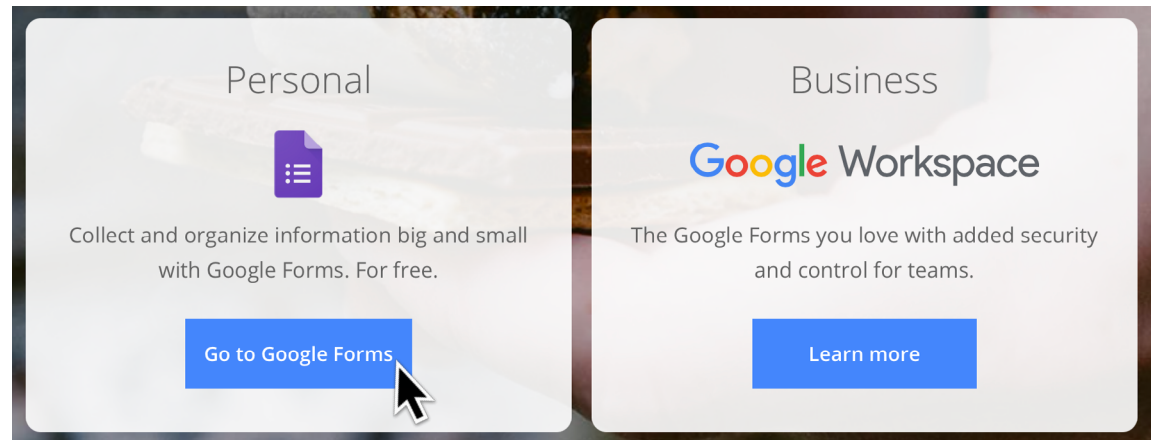 Personal
Collect and organize information big and small
with Google Forms. For free.
Go to Google Forms
Business
Google Workspace
The Google Forms you love with added security
and control for teams.
Learn more